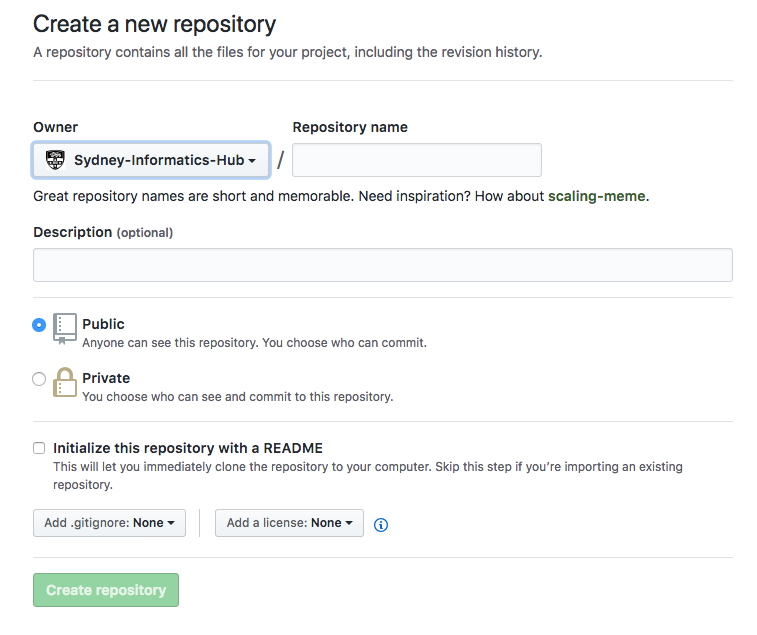 Create a new repository
A repository contains all the files for your project, including the revision history.
Owner
Repository name
Sydney-Informatics-Hub
/
Great repository names are short and memorable. Need inspiration? How about scaling-meme.
Description (optional)
Public
Anyone can see this repository. You choose who can commit.
Private
You choose who can see and commit to this repository.
Initialize this repository with a README
This will let you immediately clone the repository to your computer. Skip this step if you’re importing an existing
repository.
Add .gitignore: None
Add a license: None
Create repository